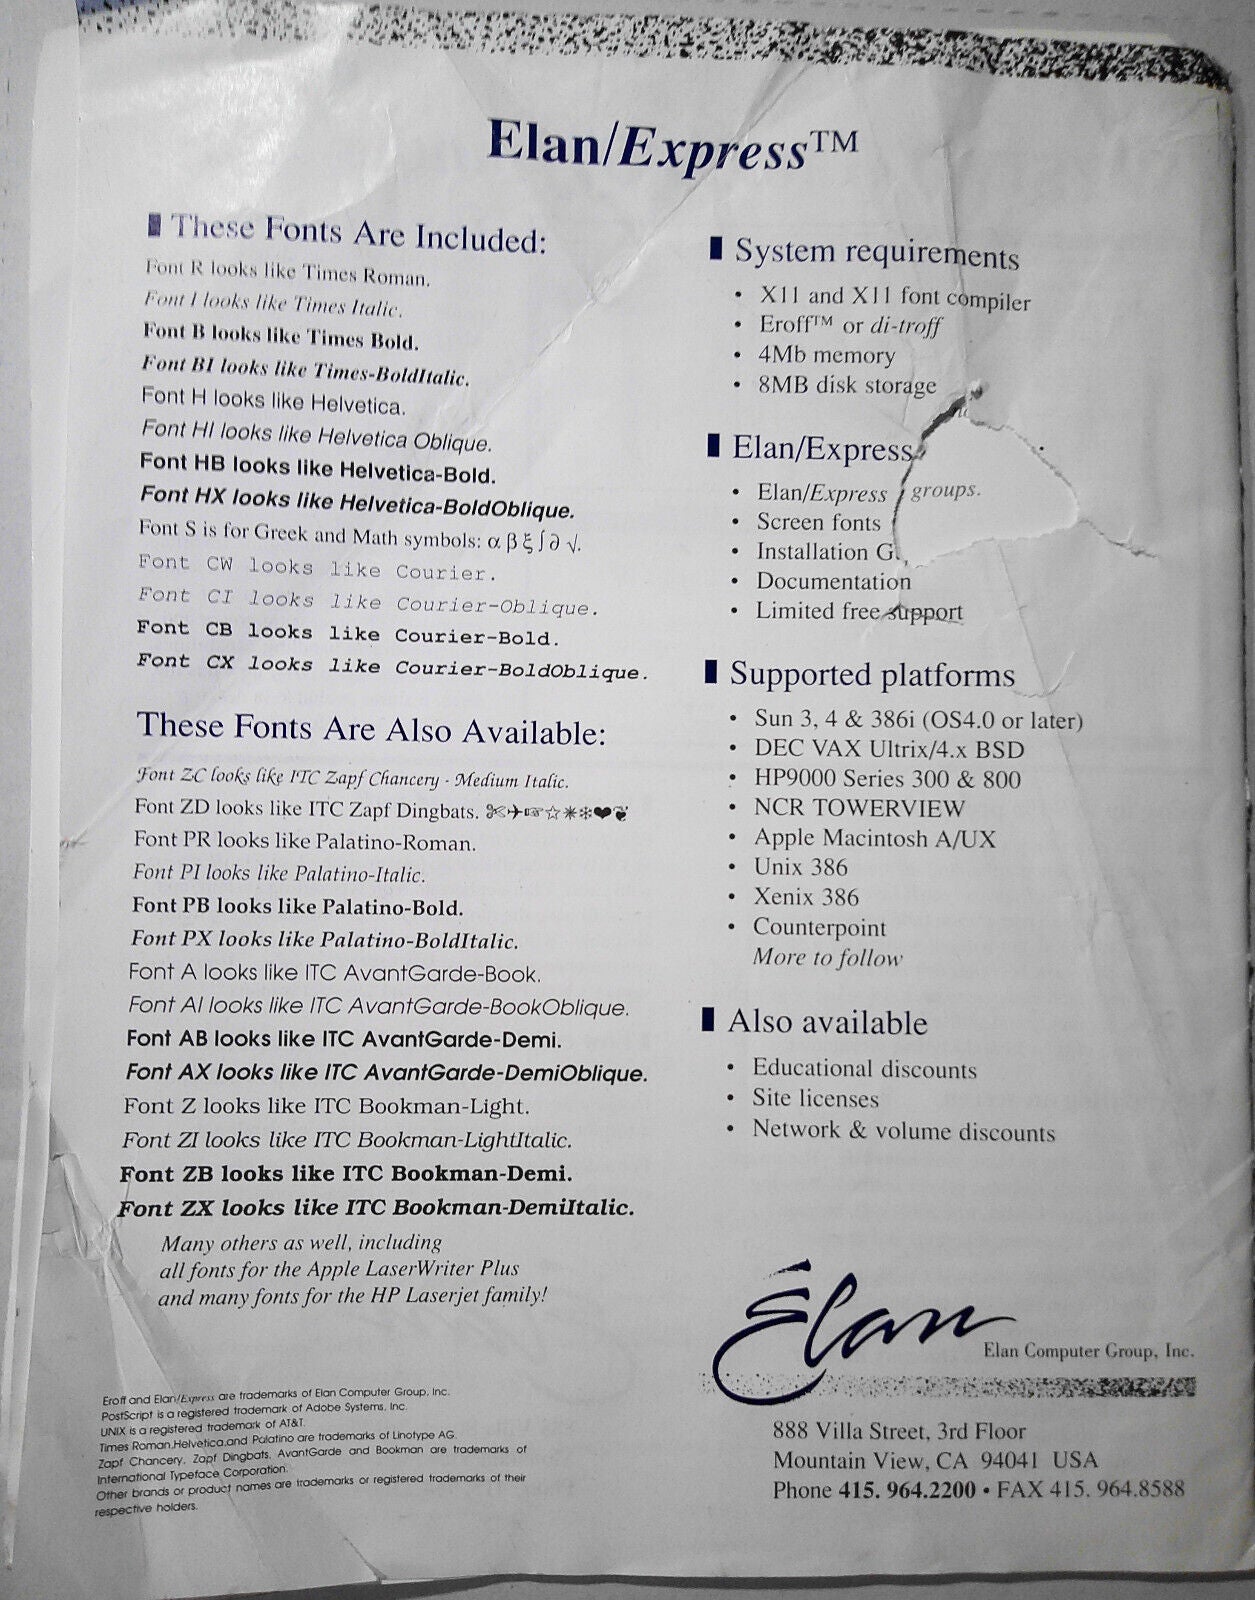 Elan/Express™
These Fonts Are Included:
Font R looks like Times Roman.
Font I looks like Times Italic.
Font B looks like Times Bold.
Font BI looks like Times-BoldItalic.
Font H looks like Helvetica.
Font HI looks like Helvetica Oblique.
Font HB looks like Helvetica-Bold.
Font HX looks like Helvetica-BoldOblique.
Font S is for Greek and Math symbols: α β ξ ∫ ∂ √.
Font CW looks like Courier.
Font CI looks like Courier-Oblique.
Font CB looks like Courier-Bold.
Font CX looks like Courier-BoldOblique.
These Fonts Are Also Available:
Font ZC looks like ITC Zapf Chancery - Medium Italic.
Font ZD looks like ITC Zapf Dingbats. ✄✈☞☆✴❄❤❦
Font PR looks like Palatino-Roman.
Font PI looks like Palatino-Italic.
Font PB looks like Palatino-Bold.
Font PX looks like Palatino-BoldItalic.
Font A looks like ITC AvantGarde-Book.
Font AI looks like ITC AvantGarde-BookOblique.
Font AB looks like ITC AvantGarde-Demi.
Font AX looks like ITC AvantGarde-DemiOblique.
Font Z looks like ITC Bookman-Light.
Font ZI looks like ITC Bookman-LightItalic.
Font ZB looks like ITC Bookman-Demi.
Font ZX looks like ITC Bookman-DemiItalic.
Many others as well, including
all fonts for the Apple LaserWriter Plus
and many fonts for the HP Laserjet family!
Eroff and Elan/Express are trademarks of Elan Computer Group, Inc.
PostScript is a registered trademark of Adobe Systems, Inc.
UNIX is a registered trademark of AT&T.
Times Roman,Helvetica,and Palatino are trademarks of Linotype AG.
Zapf Chancery, Zapf Dingbats, AvantGarde and Bookman are trademarks of
International Typeface Corporation.
Other brands or product names are trademarks or registered trademarks of their
respective holders.
System requirements
• X11 and X11 font compiler
• Eroff™ or di-troff
• 4Mb memory
• 8MB disk storage
Elan/Express
• Elan/Express groups.
• Screen fonts
• Installation
• Documentation
• Limited free support
Supported platforms
• Sun 3, 4 & 386i (OS4.0 or later)
• DEC VAX Ultrix/4.x BSD
• HP9000 Series 300 & 800
• NCR TOWERVIEW
• Apple Macintosh A/UX
• Unix 386
• Xenix 386
• Counterpoint
More to follow
Also available
• Educational discounts
• Site licenses
• Network & volume discounts
Elan
Elan Computer Group, Inc.
888 Villa Street, 3rd Floor
Mountain View, CA 94041 USA
Phone 415. 964.2200 • FAX 415. 964.8588